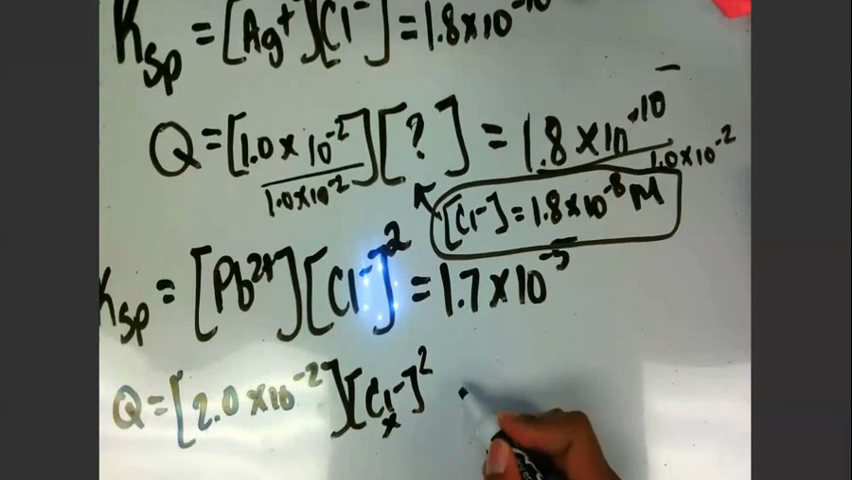 Ksp = [Ag+][Cl-] = 1.8x10-10
Q = [1.0 x 10-2][?] = 1.8 x 10-10
1.0x10-2 1.0x10-2
[Cl-] = 1.8x10-8 M
Ksp = [Pb2+][Cl-]2 = 1.7 x 10-5
Q = [2.0 x 10-2][Cl-]2
x